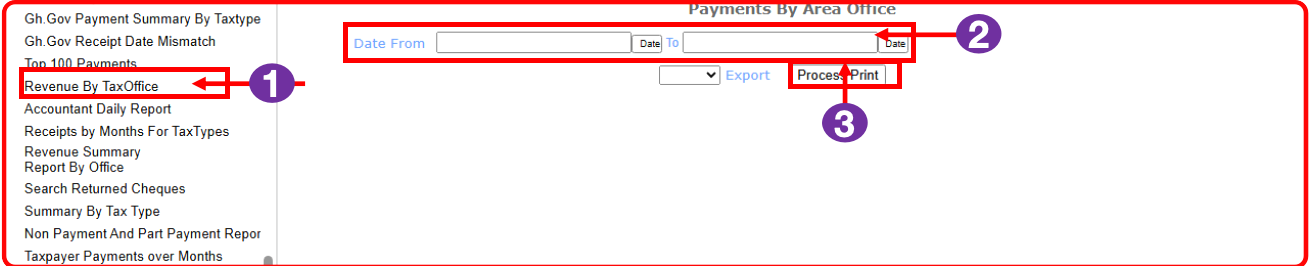 Gh.Gov Payment Summary By Taxtype
Gh.Gov Receipt Date Mismatch
Top 100 Payments
Revenue By TaxOffice
Accountant Daily Report
Receipts by Months For TaxTypes
Revenue Summary
Report By Office
Search Returned Cheques
Summary By Tax Type
Non Payment And Part Payment Repor
Taxpayer Payments over Months
1
Payments By Area Office
Date From Date To Date
2
Export Process Print
3